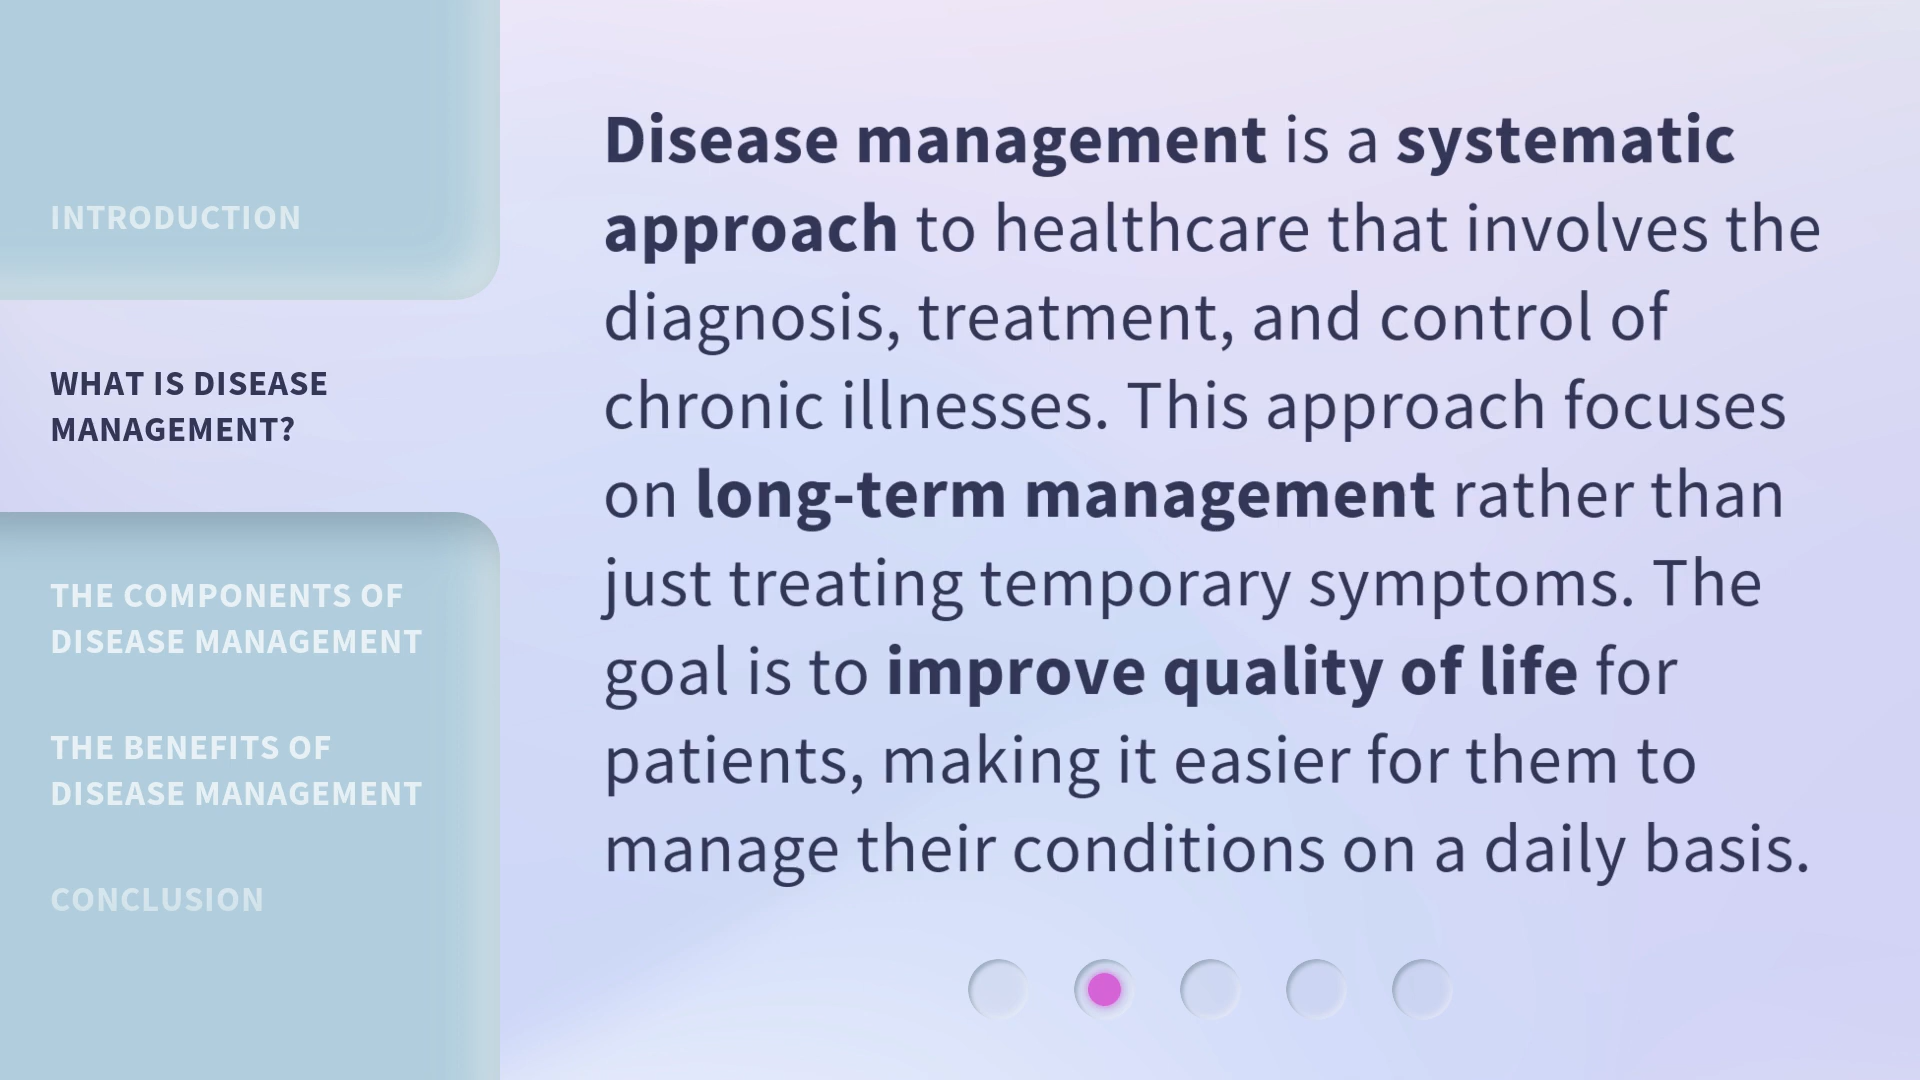 INTRODUCTION
WHAT IS DISEASE
MANAGEMENT?
THE COMPONENTS OF
DISEASE MANAGEMENT
THE BENEFITS OF
DISEASE MANAGEMENT
CONCLUSION
Disease management is a systematic
approach to healthcare that involves the
diagnosis, treatment, and control of
chronic illnesses. This approach focuses
on long-term management rather than
just treating temporary symptoms. The
goal is to improve quality of life for
patients, making it easier for them to
manage their conditions on a daily basis.